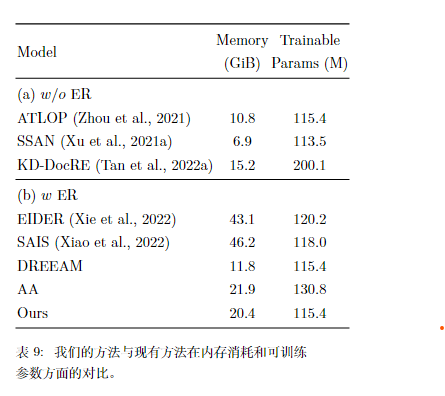 Model Memory (GiB) Trainable Params (M)
(a) w/o ER
ATLOP (Zhou et al., 2021) 10.8 115.4
SSAN (Xu et al., 2021a) 6.9 113.5
KD-DocRE (Tan et al., 2022a) 15.2 200.1
(b) w ER
EIDER (Xie et al., 2022) 43.1 120.2
SAIS (Xiao et al., 2022) 46.2 118.0
DREEAM 11.8 115.4
AA 21.9 130.8
Ours 20.4 115.4
表 9: 我们的方法与现有方法在内存消耗和可训练
参数方面的对比。